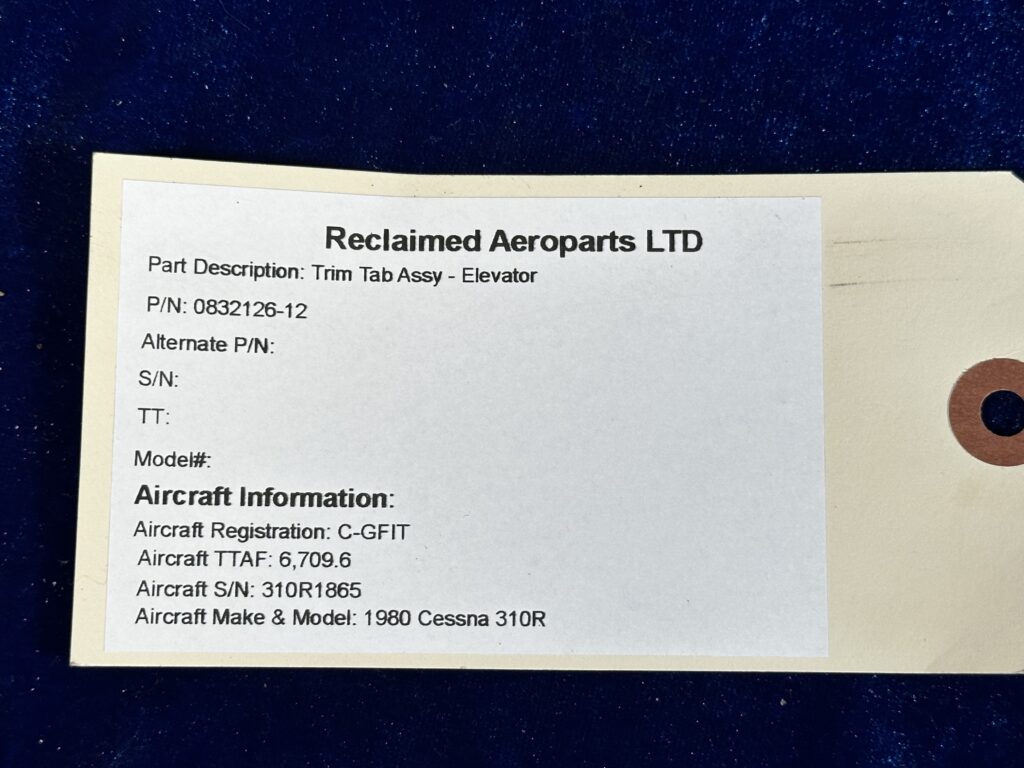 Reclaimed Aeroparts LTD
Part Description: Trim Tab Assy - Elevator
P/N: 0832126-12
Alternate P/N:
S/N:
TT:
Model#:
Aircraft Information:
Aircraft Registration: C-GFIT
Aircraft TTAF: 6,709.6
Aircraft S/N: 310R1865
Aircraft Make & Model: 1980 Cessna 310R